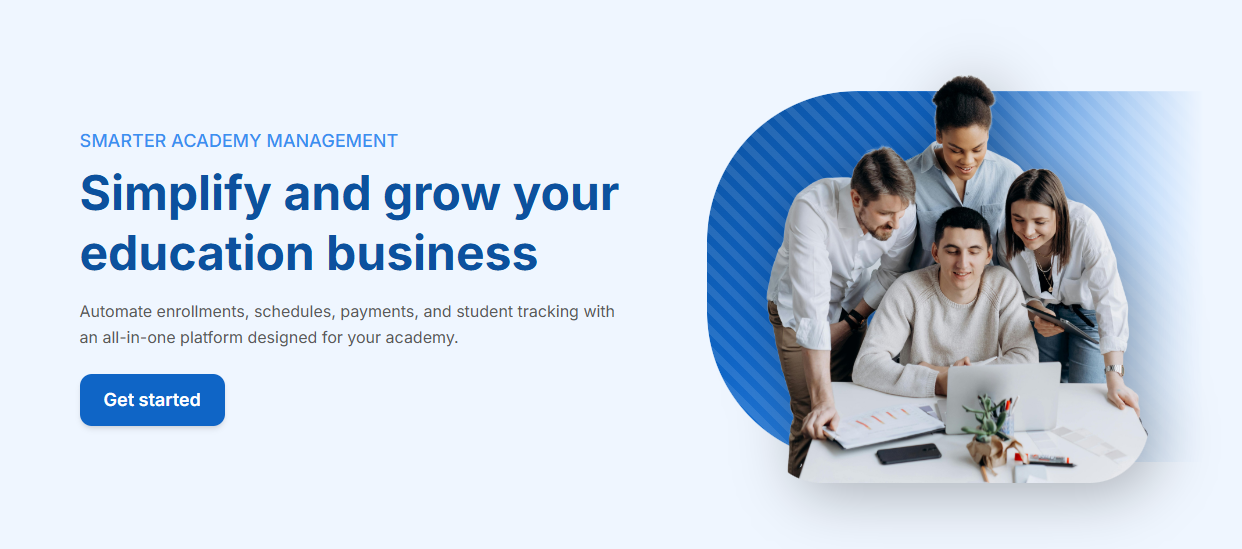 SMARTER ACADEMY MANAGEMENT
Simplify and grow your
education business
Automate enrollments, schedules, payments, and student tracking with
an all-in-one platform designed for your academy.
Get started